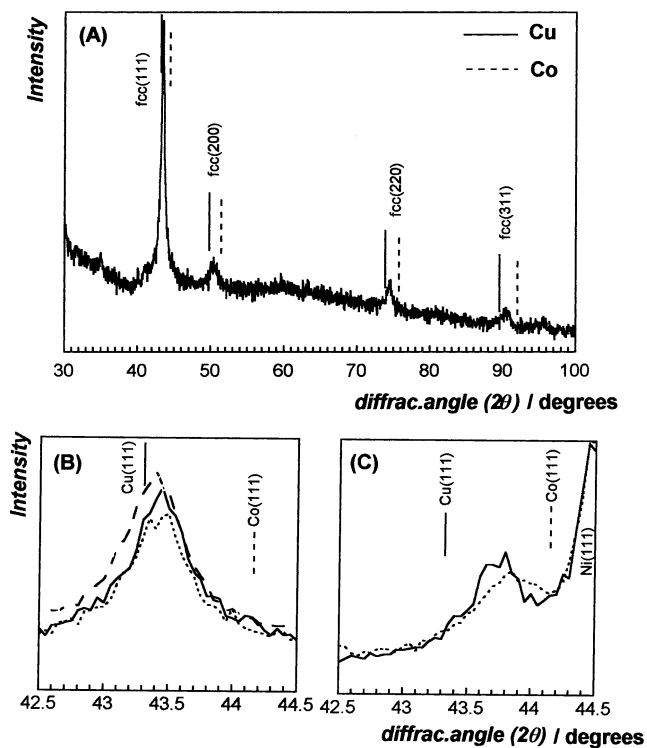 Intensity
(A)
fcc(111)
fcc(200)
fcc(220)
fcc(311)
Cu
Co
30 40 50 60 70 80 90 100
diffrac.angle (2θ) / degrees
Intensity
(B)
Cu(111)
Co(111)
42.5 43 43.5 44 44.5
(C)
Cu(111)
Co(111)
Ni(111)
42.5 43 43.5 44 44.5
diffrac.angle (2θ) / degrees